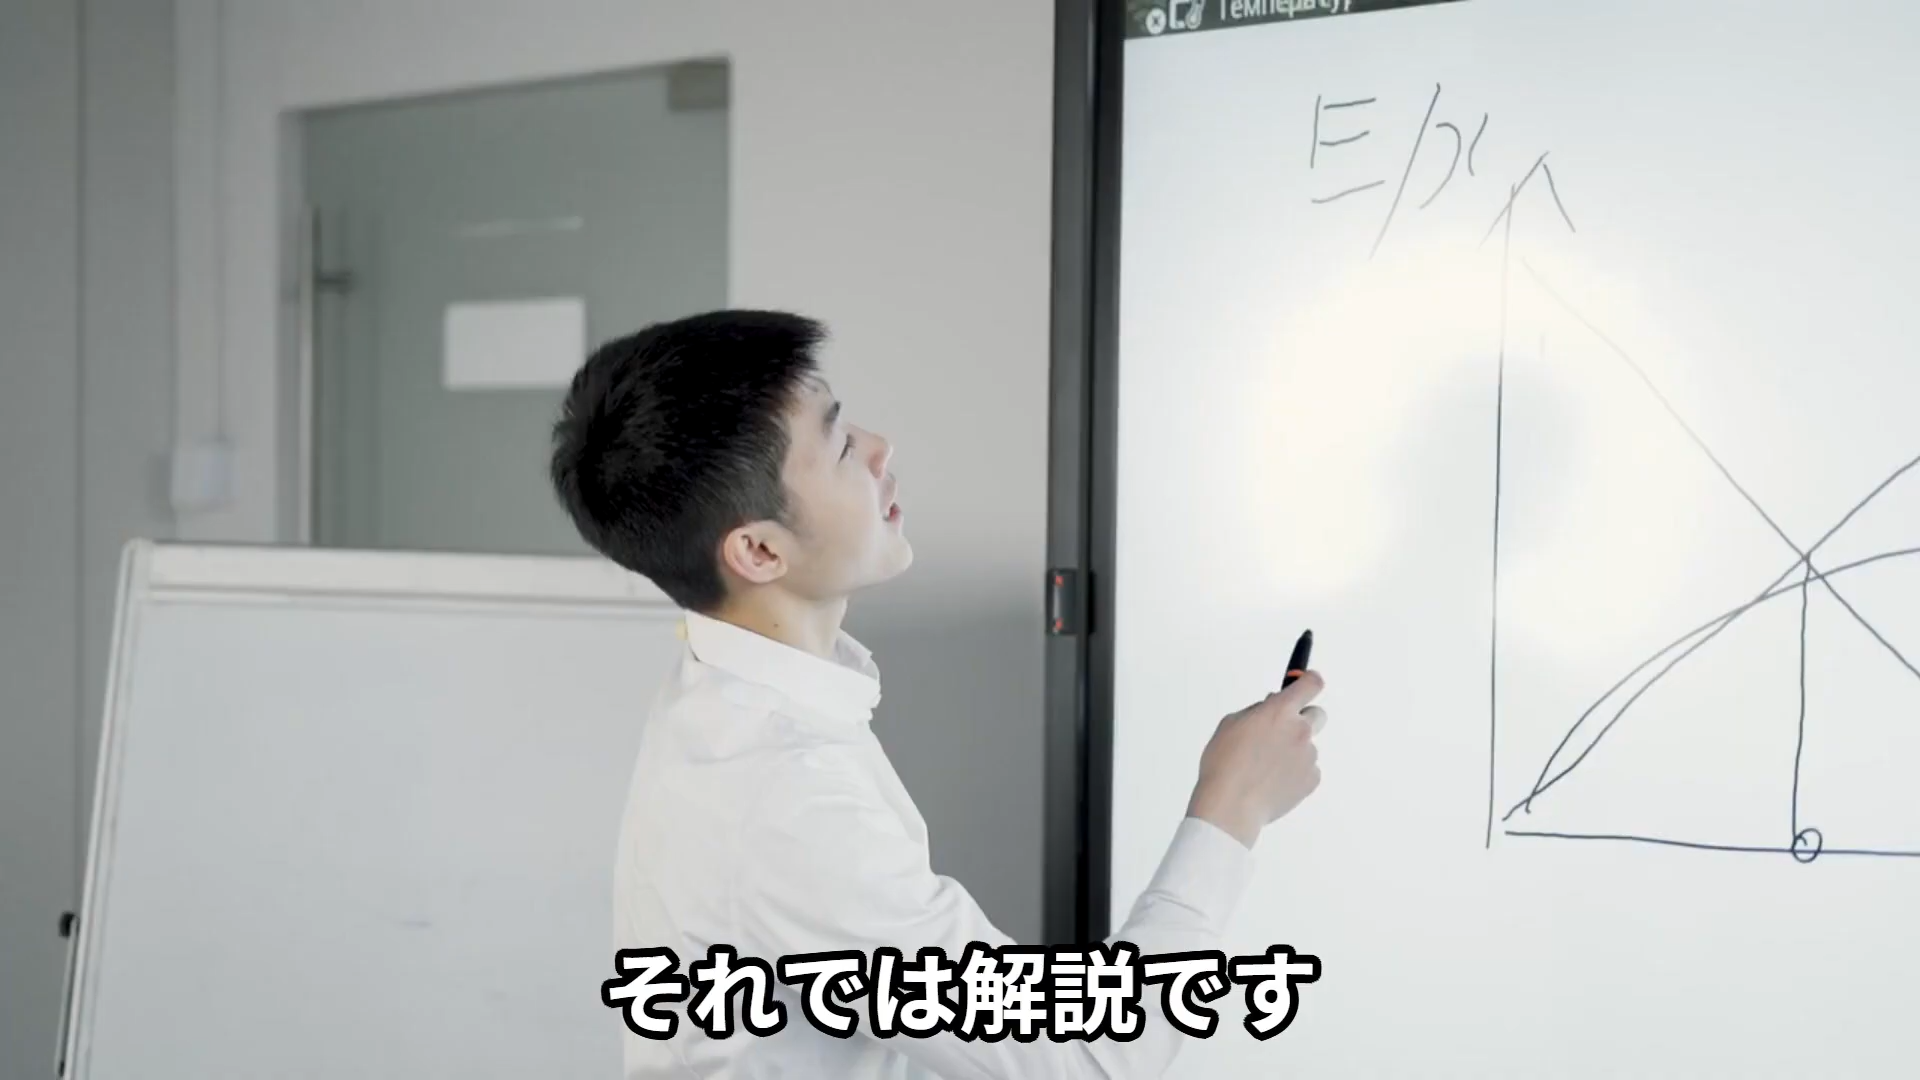 Температур
E/x
それでは解説です